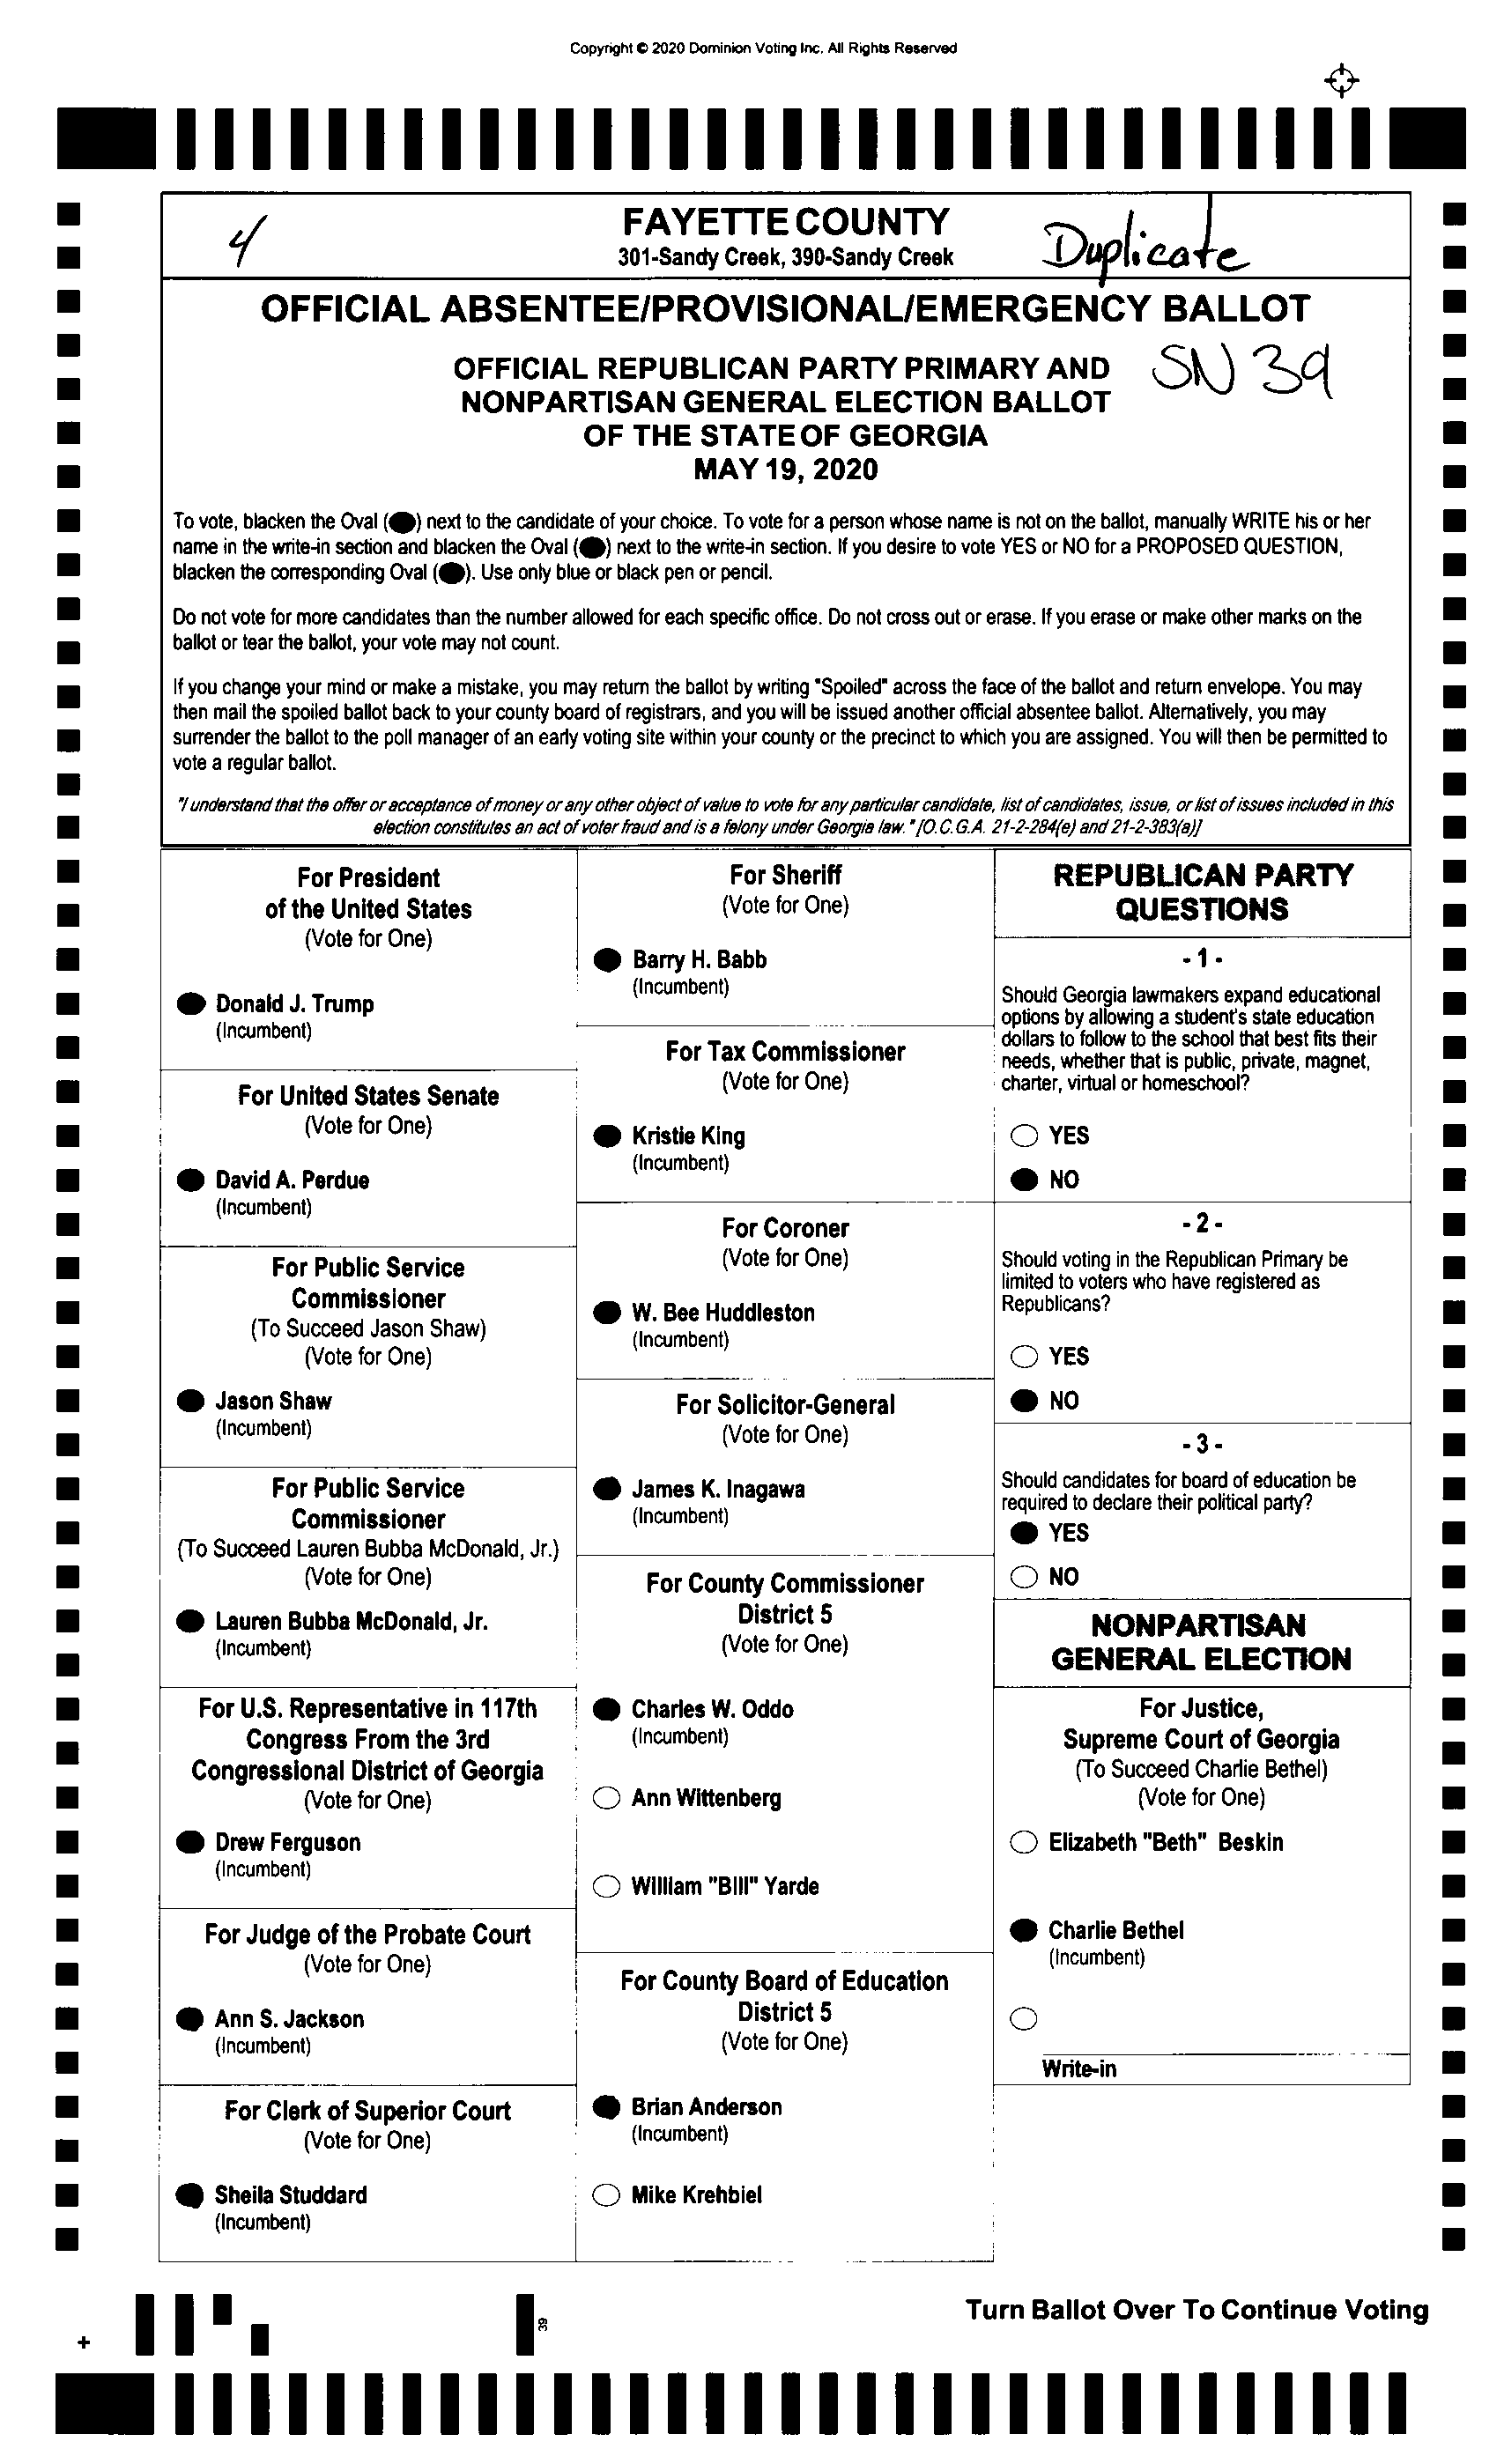 Copyright © 2020 Dominion Voting Inc. All Rights Reserved
4
FAYETTE COUNTY
301-Sandy Creek, 390-Sandy Creek
Duplicate
OFFICIAL ABSENTEE/PROVISIONAL/EMERGENCY BALLOT
OFFICIAL REPUBLICAN PARTY PRIMARY AND
NONPARTISAN GENERAL ELECTION BALLOT
OF THE STATE OF GEORGIA
MAY 19, 2020
SN 39
To vote, blacken the Oval (●) next to the candidate of your choice. To vote for a person whose name is not on the ballot, manually WRITE his or her
name in the write-in section and blacken the Oval (●) next to the write-in section. If you desire to vote YES or NO for a PROPOSED QUESTION,
blacken the corresponding Oval (●). Use only blue or black pen or pencil.
Do not vote for more candidates than the number allowed for each specific office. Do not cross out or erase. If you erase or make other marks on the
ballot or tear the ballot, your vote may not count.
If you change your mind or make a mistake, you may return the ballot by writing "Spoiled" across the face of the ballot and return envelope. You may
then mail the spoiled ballot back to your county board of registrars, and you will be issued another official absentee ballot. Alternatively, you may
surrender the ballot to the poll manager of an early voting site within your county or the precinct to which you are assigned. You will then be permitted to
vote a regular ballot.
"I understand that the offer or acceptance of money or any other object of value to vote for any particular candidate, list of candidates, issue, or list of issues included in this
election constitutes an act of voter fraud and is a felony under Georgia law." [O.C.G.A. 21-2-284(e) and 21-2-383(a)]
For President
of the United States
(Vote for One)
Donald J. Trump
(Incumbent)
For United States Senate
(Vote for One)
David A. Perdue
(Incumbent)
For Public Service
Commissioner
(To Succeed Jason Shaw)
(Vote for One)
Jason Shaw
(Incumbent)
For Public Service
Commissioner
(To Succeed Lauren Bubba McDonald, Jr.)
(Vote for One)
Lauren Bubba McDonald, Jr.
(Incumbent)
For U.S. Representative in 117th
Congress From the 3rd
Congressional District of Georgia
(Vote for One)
Drew Ferguson
(Incumbent)
For Judge of the Probate Court
(Vote for One)
Ann S. Jackson
(Incumbent)
For Clerk of Superior Court
(Vote for One)
Sheila Studdard
(Incumbent)
For Sheriff
(Vote for One)
Barry H. Babb
(Incumbent)
For Tax Commissioner
(Vote for One)
Kristie King
(Incumbent)
For Coroner
(Vote for One)
W. Bee Huddleston
(Incumbent)
For Solicitor-General
(Vote for One)
James K. Inagawa
(Incumbent)
For County Commissioner
District 5
(Vote for One)
Charles W. Oddo
(Incumbent)
Ann Wittenberg
William "Bill" Yarde
For County Board of Education
District 5
(Vote for One)
Brian Anderson
(Incumbent)
Mike Krehbiel
REPUBLICAN PARTY
QUESTIONS
- 1 -
Should Georgia lawmakers expand educational
options by allowing a student's state education
dollars to follow to the school that best fits their
needs, whether that is public, private, magnet,
charter, virtual or homeschool?
YES
NO
- 2 -
Should voting in the Republican Primary be
limited to voters who have registered as
Republicans?
YES
NO
- 3 -
Should candidates for board of education be
required to declare their political party?
YES
NO
NONPARTISAN
GENERAL ELECTION
For Justice,
Supreme Court of Georgia
(To Succeed Charlie Bethel)
(Vote for One)
Elizabeth "Beth" Beskin
Charlie Bethel
(Incumbent)
Write-in
39
Turn Ballot Over To Continue Voting